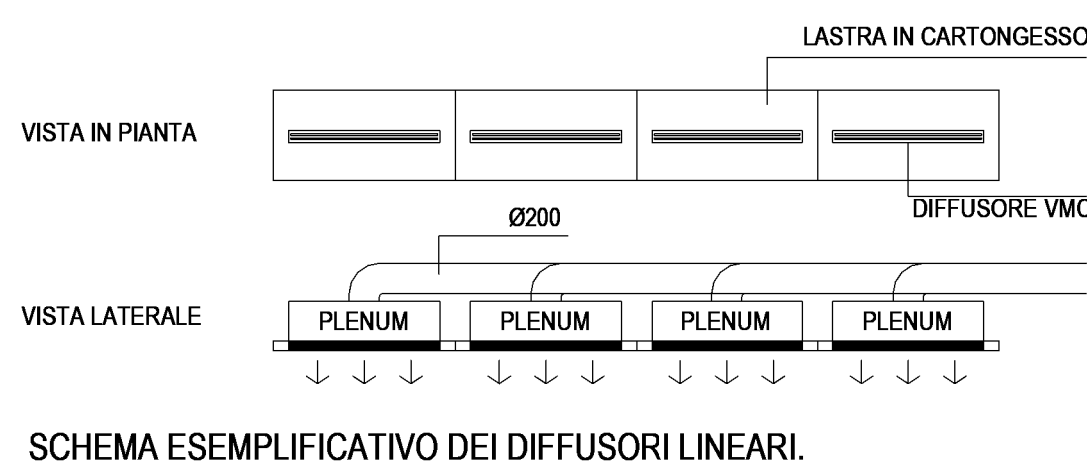 LASTRA IN CARTONGESSO
VISTA IN PIANTA
DIFFUSORE VMC
Ø200
VISTA LATERALE
PLENUM PLENUM PLENUM PLENUM
SCHEMA ESEMPLIFICATIVO DEI DIFFUSORI LINEARI.